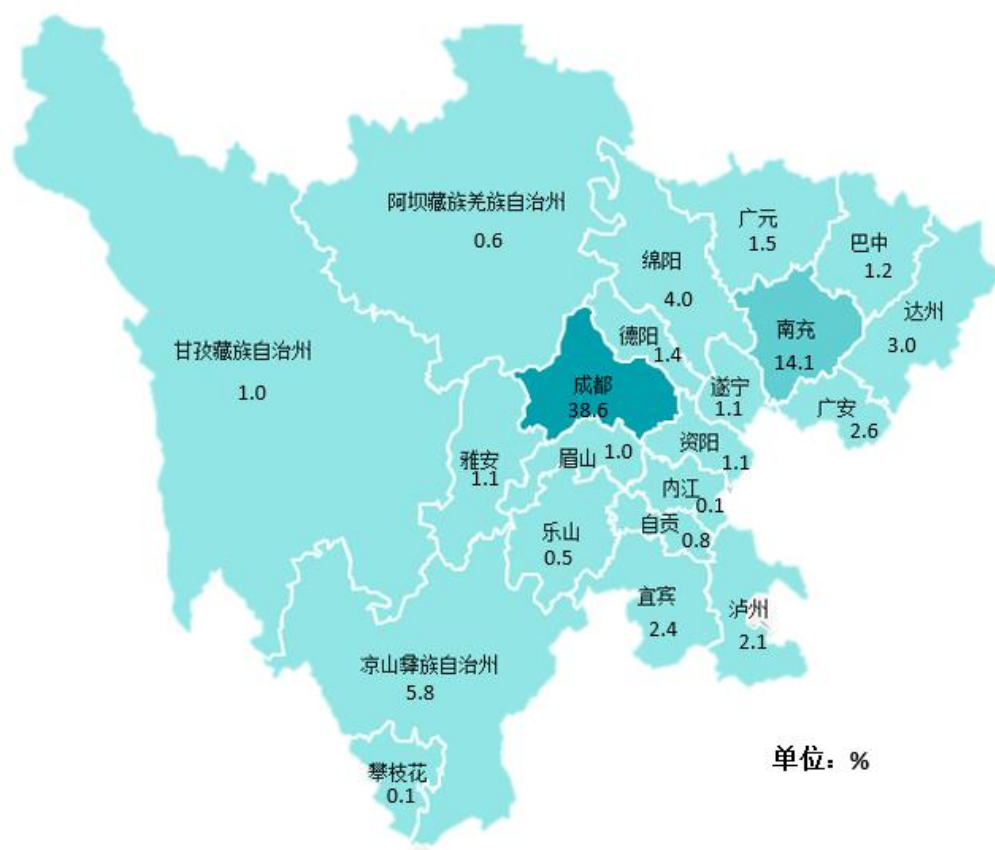 阿坝藏族羌族自治州
0.6
广元
1.5
巴中
1.2
绵阳
4.0
达州
3.0
南充
14.1
德阳
1.4
甘孜藏族自治州
1.0
成都
38.6
遂宁
1.1
广安
2.6
资阳
1.1
眉山 1.0
雅安
1.1
内江
0.1
自贡
0.8
乐山
0.5
宜宾
2.4
泸州
2.1
凉山彝族自治州
5.8
攀枝花
0.1
单位：%